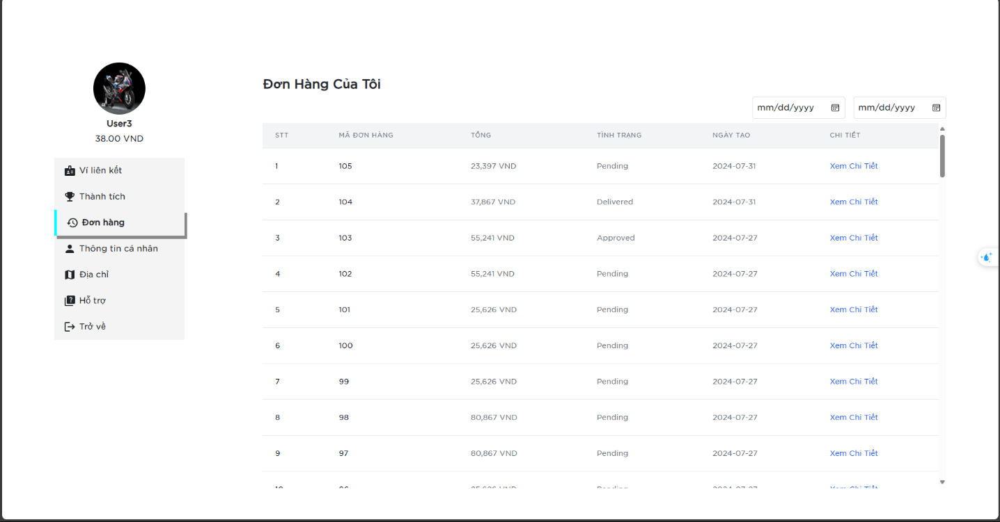 User3
38.00 VND
Ví liên kết
Thành tích
Đơn hàng
Thông tin cá nhân
Địa chỉ
Hỗ trợ
Trở về
Đơn Hàng Của Tôi
mm/dd/yyyy mm/dd/yyyy
STT MÃ ĐƠN HÀNG TỔNG TÌNH TRẠNG NGÀY TẠO CHI TIẾT
1 105 23,397 VND Pending 2024-07-31 Xem Chi Tiết
2 104 37,867 VND Delivered 2024-07-31 Xem Chi Tiết
3 103 55,241 VND Approved 2024-07-27 Xem Chi Tiết
4 102 55,241 VND Pending 2024-07-27 Xem Chi Tiết
5 101 25,626 VND Pending 2024-07-27 Xem Chi Tiết
6 100 25,626 VND Pending 2024-07-27 Xem Chi Tiết
7 99 25,626 VND Pending 2024-07-27 Xem Chi Tiết
8 98 80,867 VND Pending 2024-07-27 Xem Chi Tiết
9 97 80,867 VND Pending 2024-07-27 Xem Chi Tiết